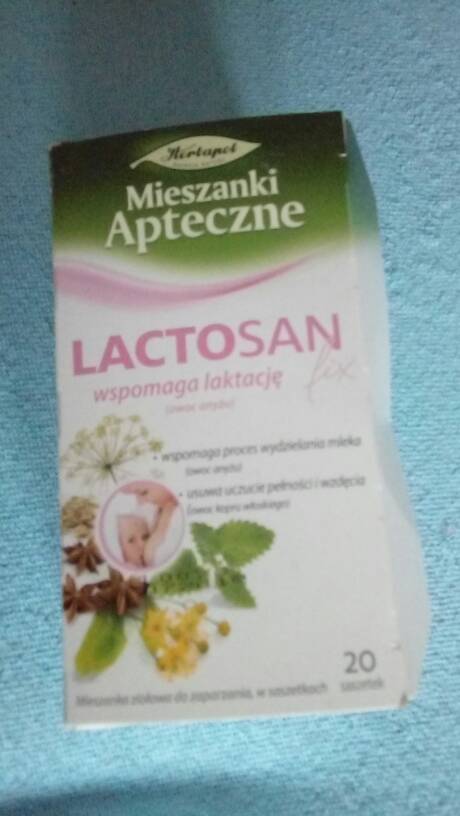 Herbapol
Mieszanki
Apteczne
LACTOSAN
fix
wspomaga laktację
(owoc anyżu)
• wspomaga proces wydzielania mleka
(owoc anyżu)
• usuwa uczucie pełności i wzdęcia
(owoc kopru włoskiego)
20
saszetek
Mieszanka ziołowa do zaparzania, w saszetkach